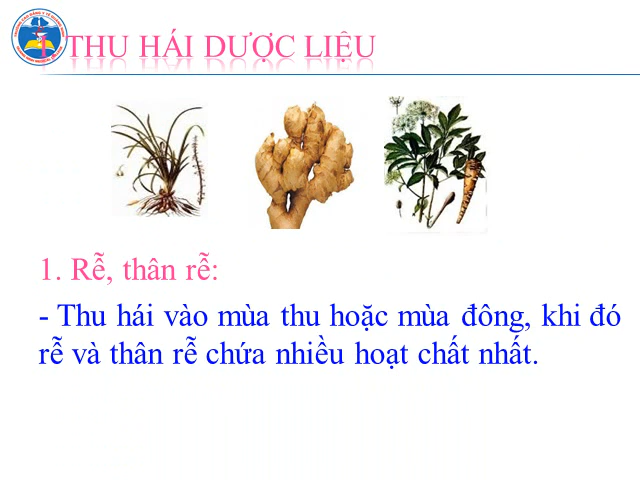 THU HÁI DƯỢC LIỆU
1. Rễ, thân rễ:
- Thu hái vào mùa thu hoặc mùa đông, khi đó
rễ và thân rễ chứa nhiều hoạt chất nhất.